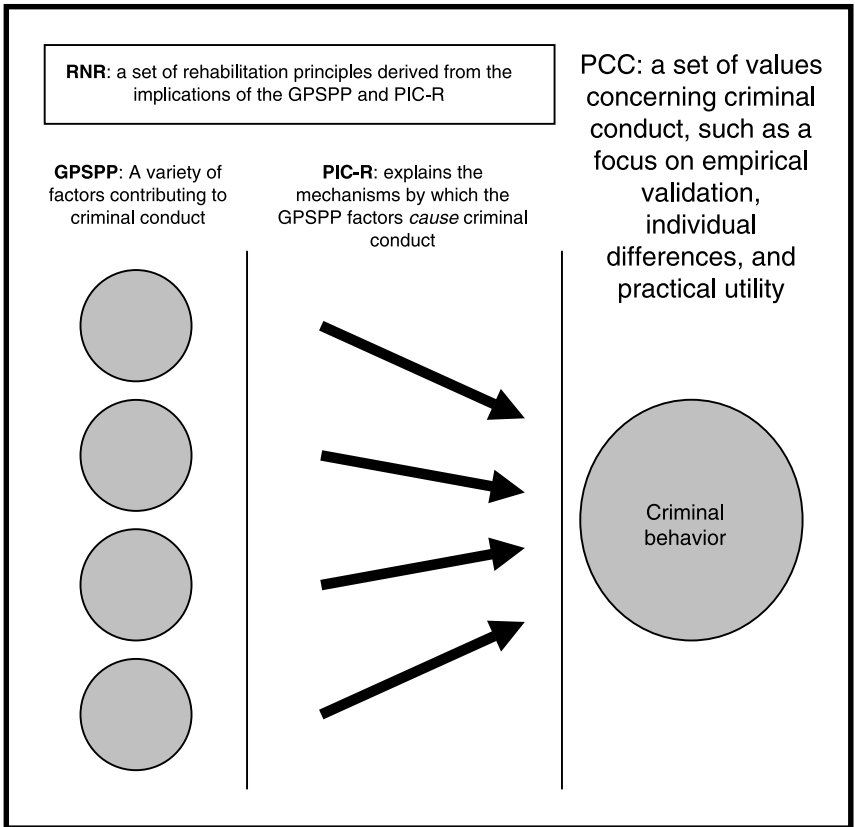 RNR: a set of rehabilitation principles derived from the
implications of the GPSPP and PIC-R
PCC: a set of values
concerning criminal
conduct, such as a
focus on empirical
validation,
individual
differences, and
practical utility
GPSPP: A variety of
factors contributing to
criminal conduct
PIC-R: explains the
mechanisms by which the
GPSPP factors cause criminal
conduct
Criminal
behavior